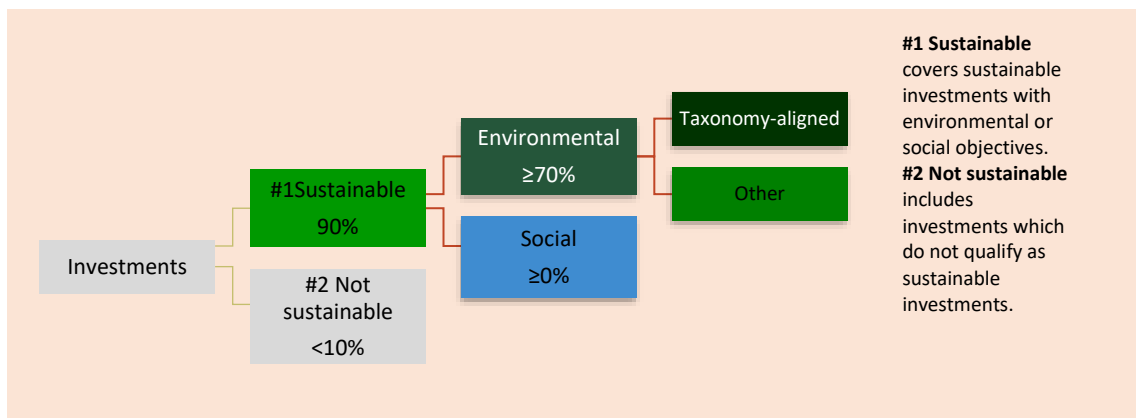 Investments
#1Sustainable
90%
#2 Not
sustainable
<10%
Environmental
≥70%
Social
≥0%
Taxonomy-aligned
Other
#1 Sustainable
covers sustainable
investments with
environmental or
social objectives.
#2 Not sustainable
includes
investments which
do not qualify as
sustainable
investments.